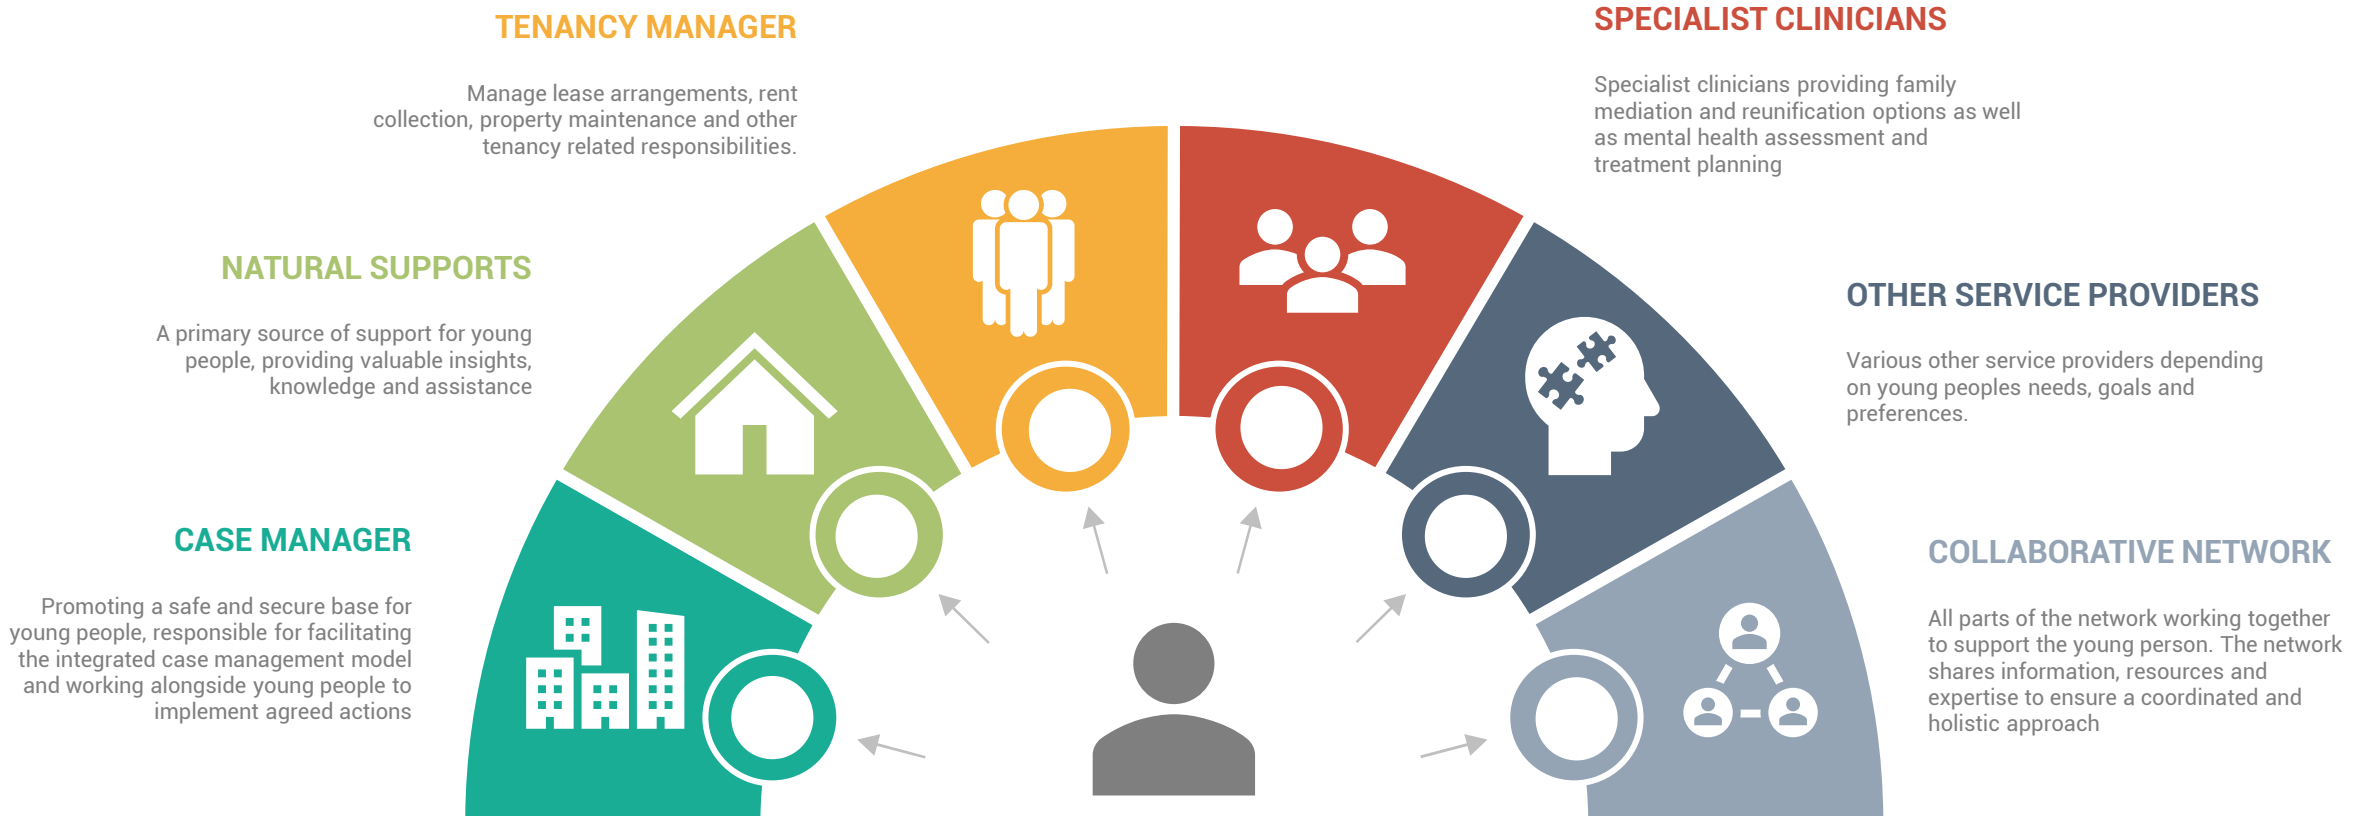 TENANCY MANAGER
Manage lease arrangements, rent
collection, property maintenance and other
tenancy related responsibilities.
NATURAL SUPPORTS
A primary source of support for young
people, providing valuable insights,
knowledge and assistance
CASE MANAGER
Promoting a safe and secure base for
young people, responsible for facilitating
the integrated case management model
and working alongside young people to
implement agreed actions
SPECIALIST CLINICIANS
Specialist clinicians providing family
mediation and reunification options as well
as mental health assessment and
treatment planning
OTHER SERVICE PROVIDERS
Various other service providers depending
on young peoples needs, goals and
preferences.
COLLABORATIVE NETWORK
All parts of the network working together
to support the young person. The network
shares information, resources and
expertise to ensure a coordinated and
holistic approach